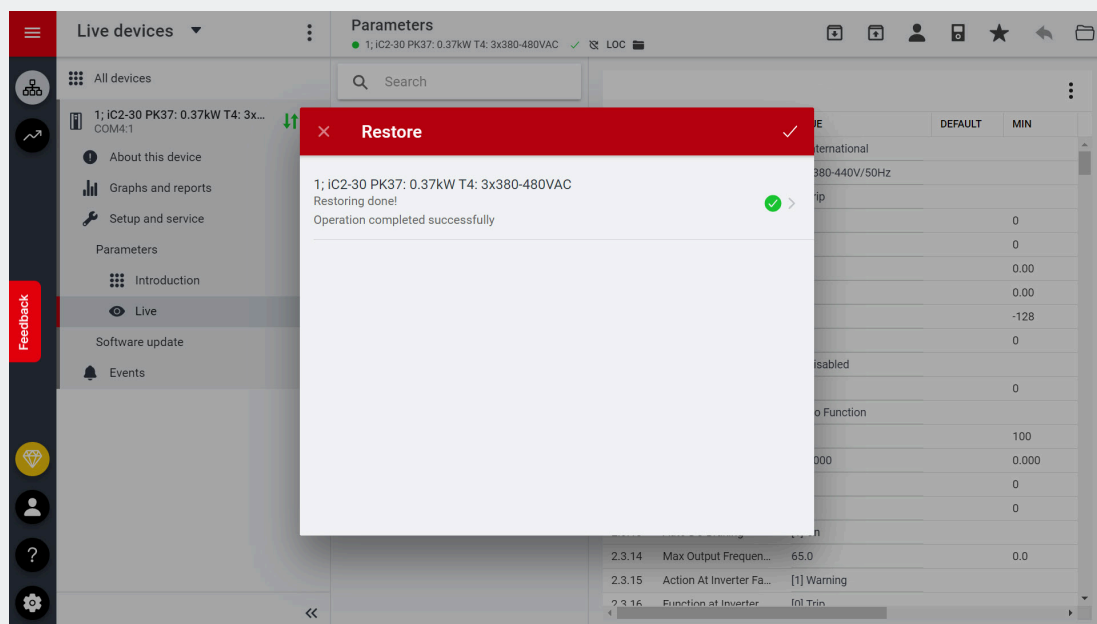 Live devices
Parameters
1; iC2-30 PK37: 0.37kW T4: 3x380-480VAC
LOC
All devices
Search
1; iC2-30 PK37: 0.37kW T4: 3x...
COM4:1
About this device
Graphs and reports
Setup and service
Parameters
Introduction
Live
Software update
Events
Feedback
Restore
1; iC2-30 PK37: 0.37kW T4: 3x380-480VAC
Restoring done!
Operation completed successfully
DEFAULT MIN
nternational
380-440V/50Hz
rip
0
0
0.00
0.00
-128
0
isabled
0
o Function
100
000 0.000
0
0
2.3.14 Max Output Frequen... 65.0 0.0
2.3.15 Action At Inverter Fa... [1] Warning
2.3.16 Function at Inverter [0] Trip